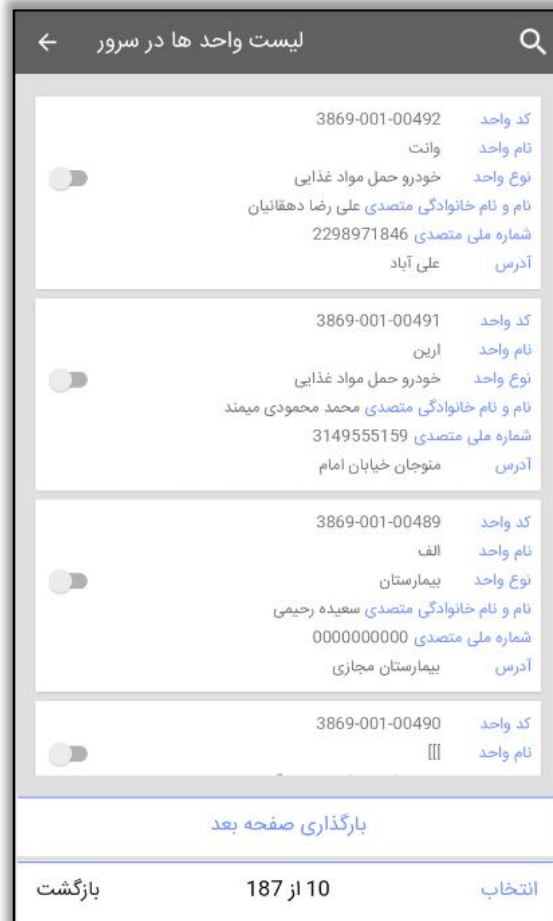 لیست واحد ها در سرور
کد واحد 3869-001-00492
نام واحد وانت
نوع واحد خودرو حمل مواد غذایی
نام و نام خانوادگی متصدی علی رضا دهقانیان
شماره ملی متصدی 2298971846
آدرس علی آباد
کد واحد 3869-001-00491
نام واحد ارین
نوع واحد خودرو حمل مواد غذایی
نام و نام خانوادگی متصدی محمد محمودی میمند
شماره ملی متصدی 3149555159
آدرس منوجان خیابان امام
کد واحد 3869-001-00489
نام واحد الف
نوع واحد بیمارستان
نام و نام خانوادگی متصدی سعیده رحیمی
شماره ملی متصدی 0000000000
آدرس بیمارستان مجازی
کد واحد 3869-001-00490
نام واحد [[[
بارگذاری صفحه بعد
انتخاب 10 از 187 بازگشت